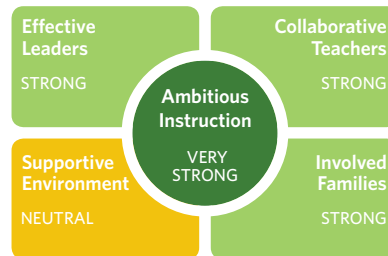 Effective
Leaders
STRONG
Collaborative
Teachers
STRONG
Ambitious
Instruction
VERY
STRONG
Supportive
Environment
NEUTRAL
Involved
Families
STRONG